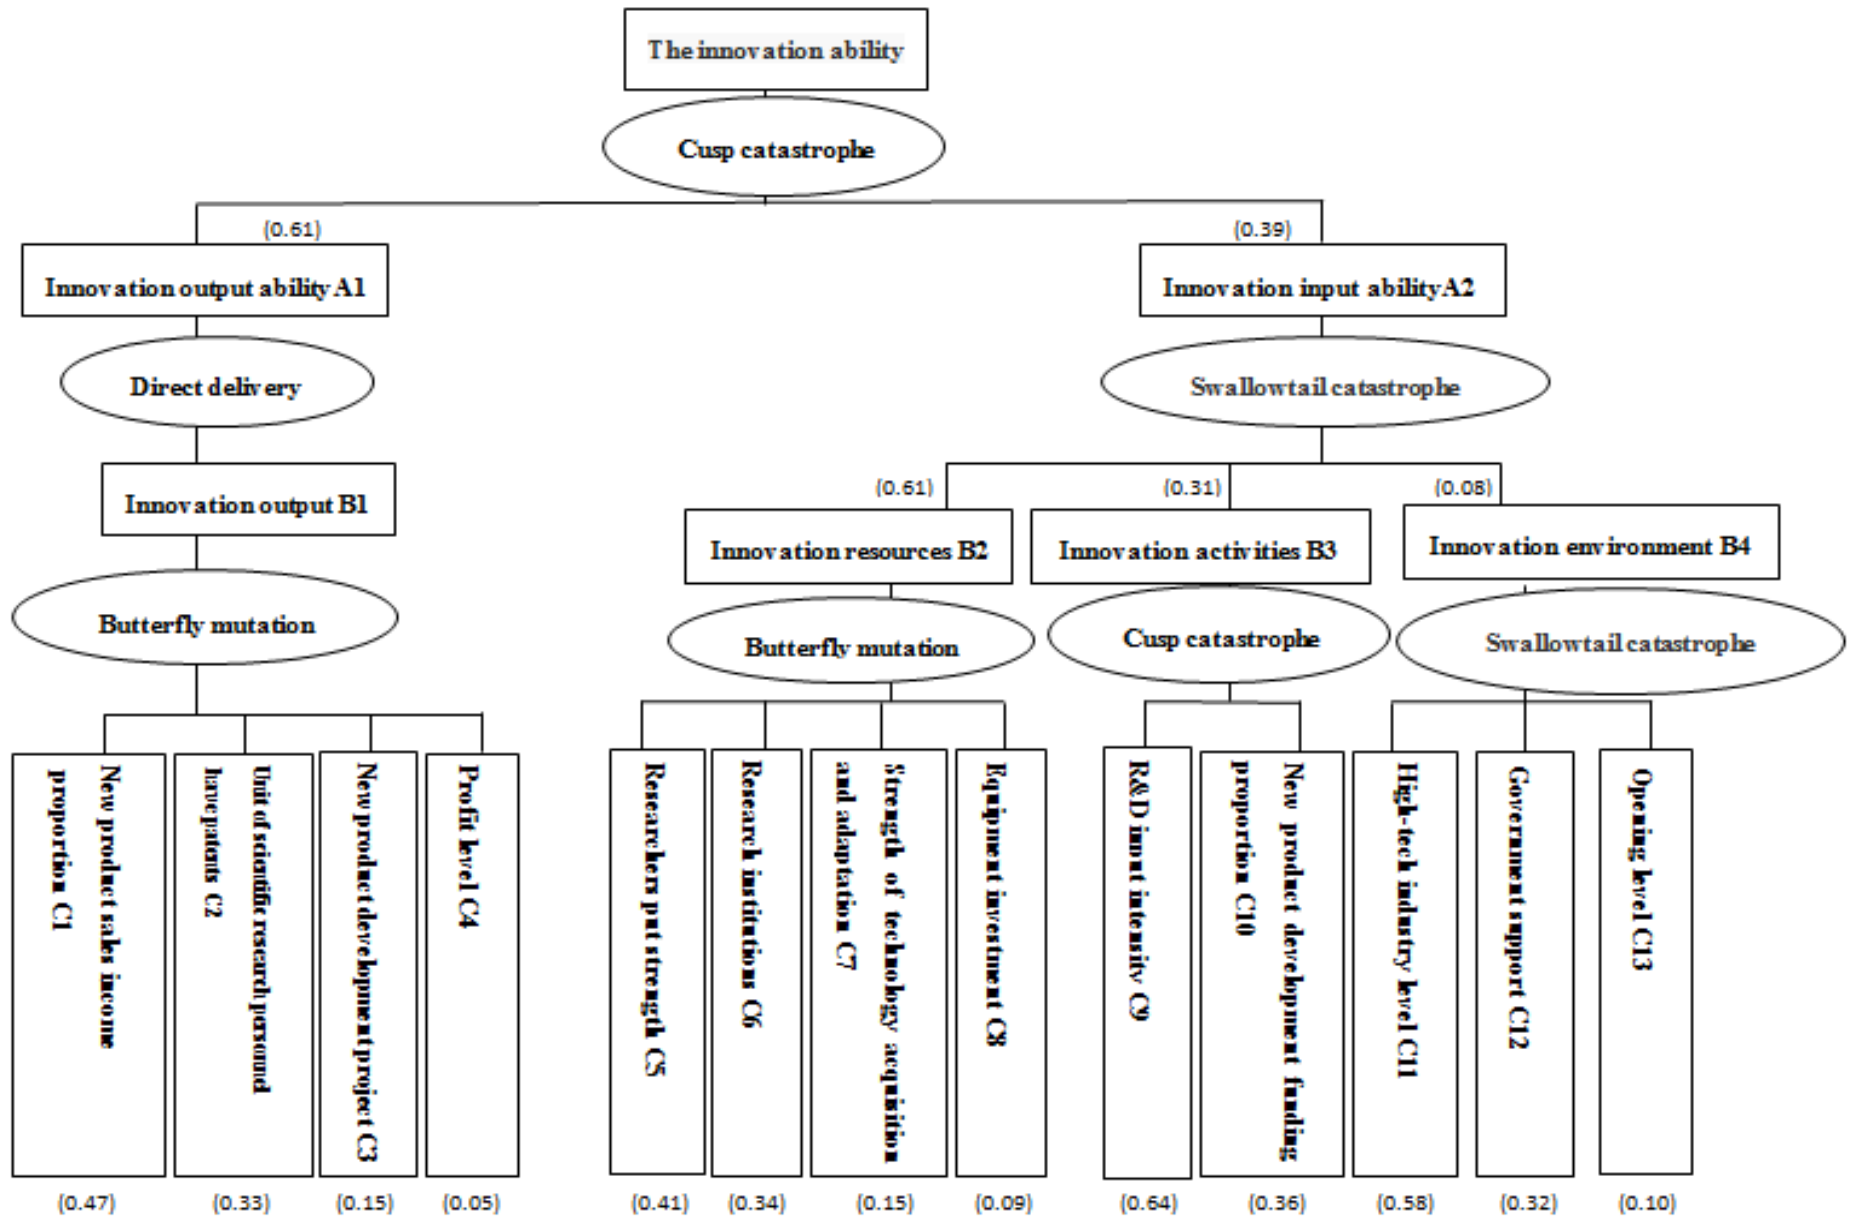 The innovation ability
Cusp catastrophe
(0.61)
(0.39)
Innovation output ability A1
Innovation input ability A2
Direct delivery
Swallowtail catastrophe
(0.61)
(0.31)
(0.08)
Innovation output B1
Innovation resources B2
Innovation activities B3
Innovation environment B4
Butterfly mutation
Butterfly mutation
Cusp catastrophe
Swallowtail catastrophe
New product sales income
proportion C1
Unit of scientific research personnel
have patents C2
New product development project C3
Profit level C4
Researchers put strength C5
Research institutions C6
Strength of technology acquisition
and adaptation C7
Equipment investment C8
R&D input intensity C9
New product development funding
proportion C10
High-tech industry level C11
Government support C12
Opening level C13
(0.47)
(0.33)
(0.15)
(0.05)
(0.41)
(0.34)
(0.15)
(0.09)
(0.64)
(0.36)
(0.58)
(0.32)
(0.10)